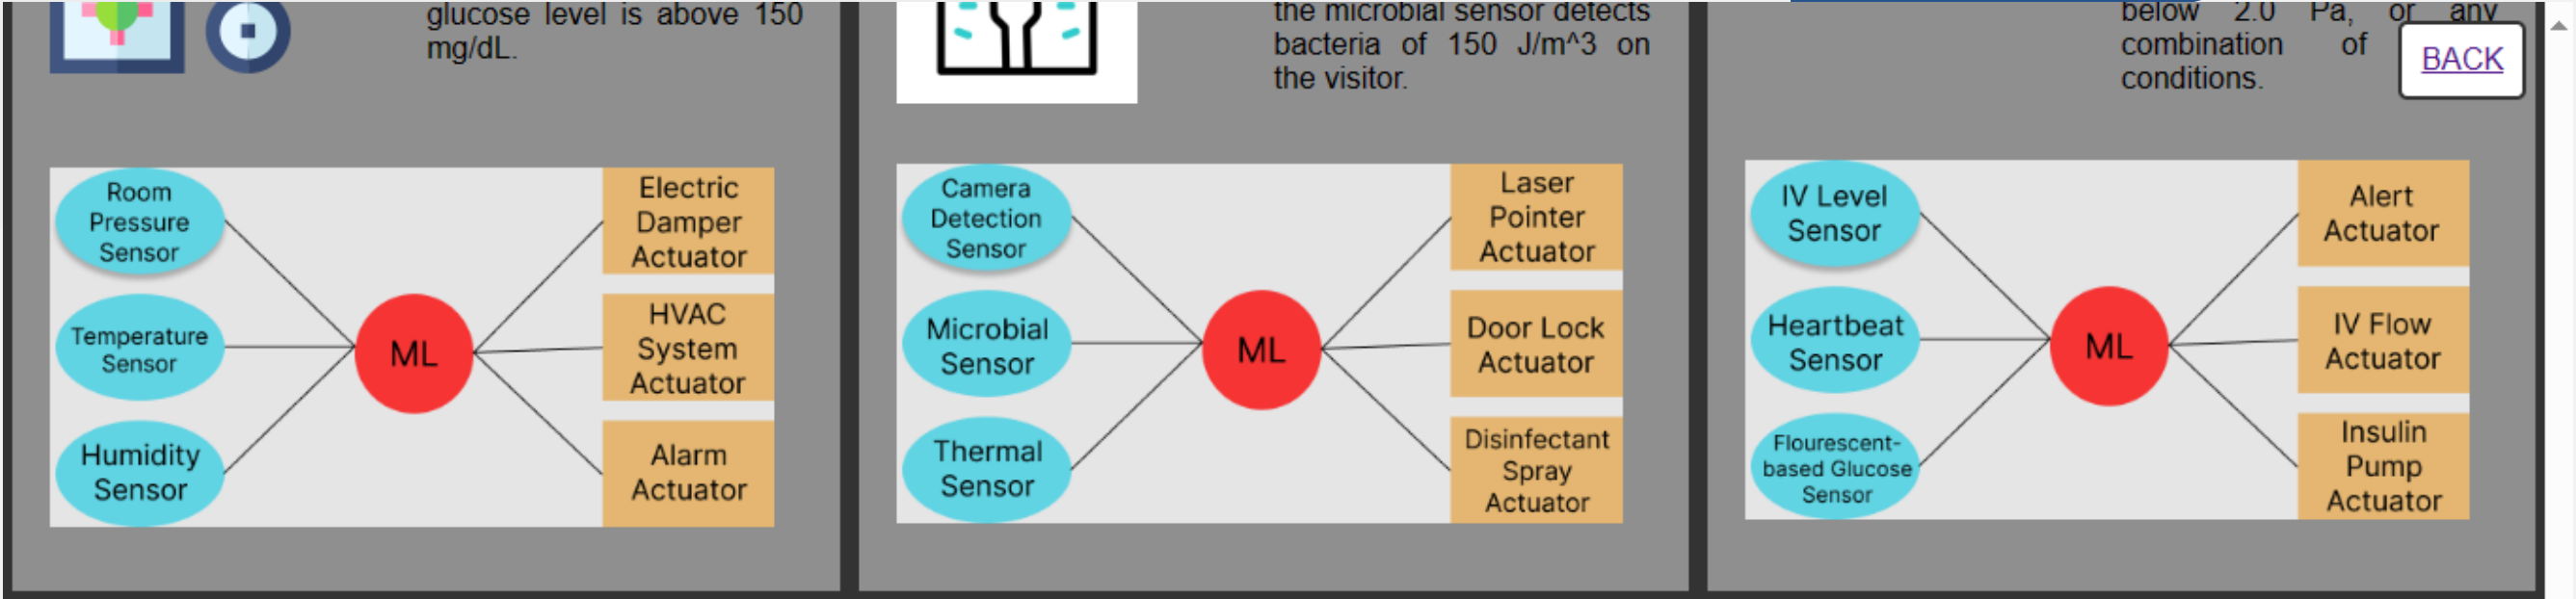 glucose level is above 150
mg/dL.
the microbial sensor detects
bacteria of 150 J/m^3 on
the visitor.
below 2.0 Pa, or any
combination of
conditions.
BACK
Room
Pressure
Sensor
Temperature
Sensor
Humidity
Sensor
ML
Electric
Damper
Actuator
HVAC
System
Actuator
Alarm
Actuator
Camera
Detection
Sensor
Microbial
Sensor
Thermal
Sensor
ML
Laser
Pointer
Actuator
Door Lock
Actuator
Disinfectant
Spray
Actuator
IV Level
Sensor
Heartbeat
Sensor
Flourescent-
based Glucose
Sensor
ML
Alert
Actuator
IV Flow
Actuator
Insulin
Pump
Actuator